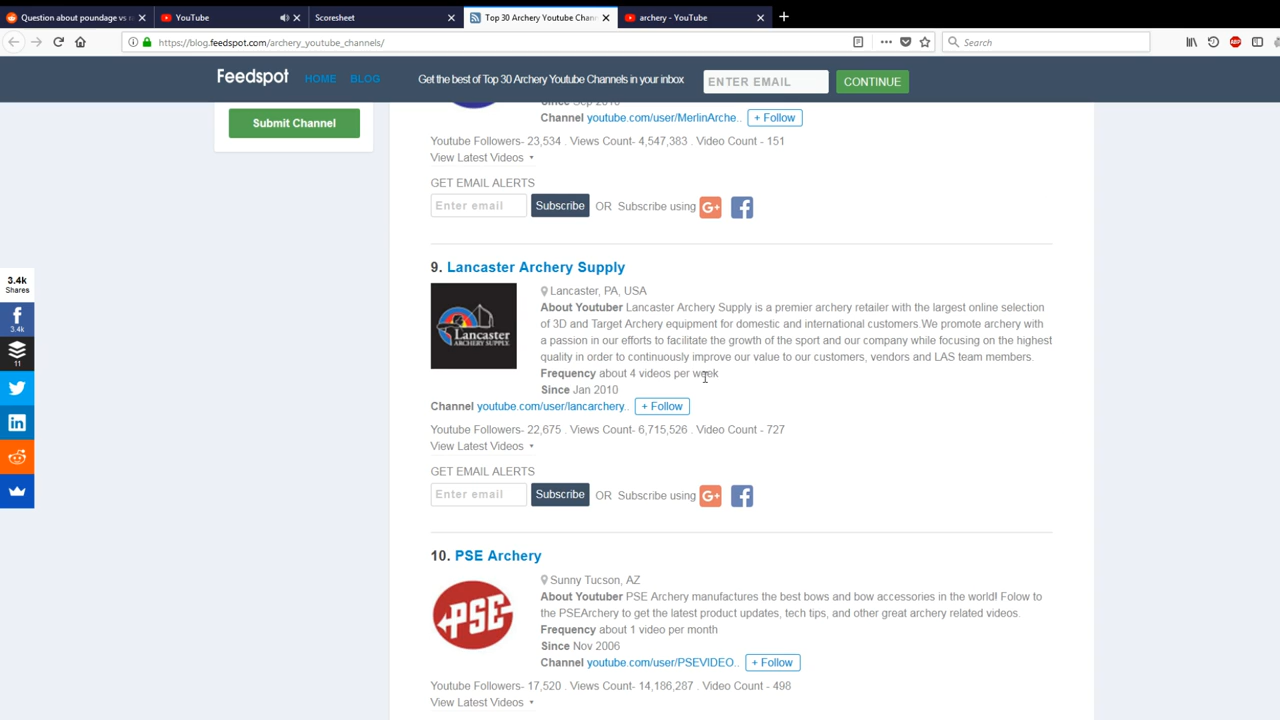 Question about poundage vs r
YouTube
Scoresheet
Top 30 Archery Youtube Chan
archery - YouTube
https://blog.feedspot.com/archery_youtube_channels/
Search
ABP
Feedspot
HOME
BLOG
Get the best of Top 30 Archery Youtube Channels in your inbox
ENTER EMAIL
CONTINUE
Submit Channel
Since Sep 2010
Channel youtube.com/user/MerlinArche..
+ Follow
Youtube Followers- 23,534 . Views Count- 4,547,383 . Video Count - 151
View Latest Videos
GET EMAIL ALERTS
Enter email
Subscribe
OR Subscribe using
G+
9. Lancaster Archery Supply
Lancaster
ARCHERY SUPPLY
Lancaster, PA, USA
About Youtuber Lancaster Archery Supply is a premier archery retailer with the largest online selection
of 3D and Target Archery equipment for domestic and international customers.We promote archery with
a passion in our efforts to facilitate the growth of the sport and our company while focusing on the highest
quality in order to continuously improve our value to our customers, vendors and LAS team members.
Frequency about 4 videos per week
Since Jan 2010
Channel youtube.com/user/lancarchery..
+ Follow
Youtube Followers- 22,675 . Views Count- 6,715,526 . Video Count - 727
View Latest Videos
GET EMAIL ALERTS
Enter email
Subscribe
OR Subscribe using
G+
10. PSE Archery
PSE
Sunny Tucson, AZ
About Youtuber PSE Archery manufactures the best bows and bow accessories in the world! Folow to
the PSEArchery to get the latest product updates, tech tips, and other great archery related videos.
Frequency about 1 video per month
Since Nov 2006
Channel youtube.com/user/PSEVIDEO..
+ Follow
Youtube Followers- 17,520 . Views Count- 14,186,287 . Video Count - 498
View Latest Videos
3.4k
Shares
3.4k
11